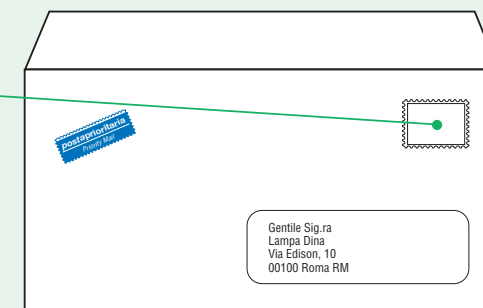 postaprioritaria
Priority Mail
Gentile Sig.ra
Lampa Dina
Via Edison, 10
00100 Roma RM